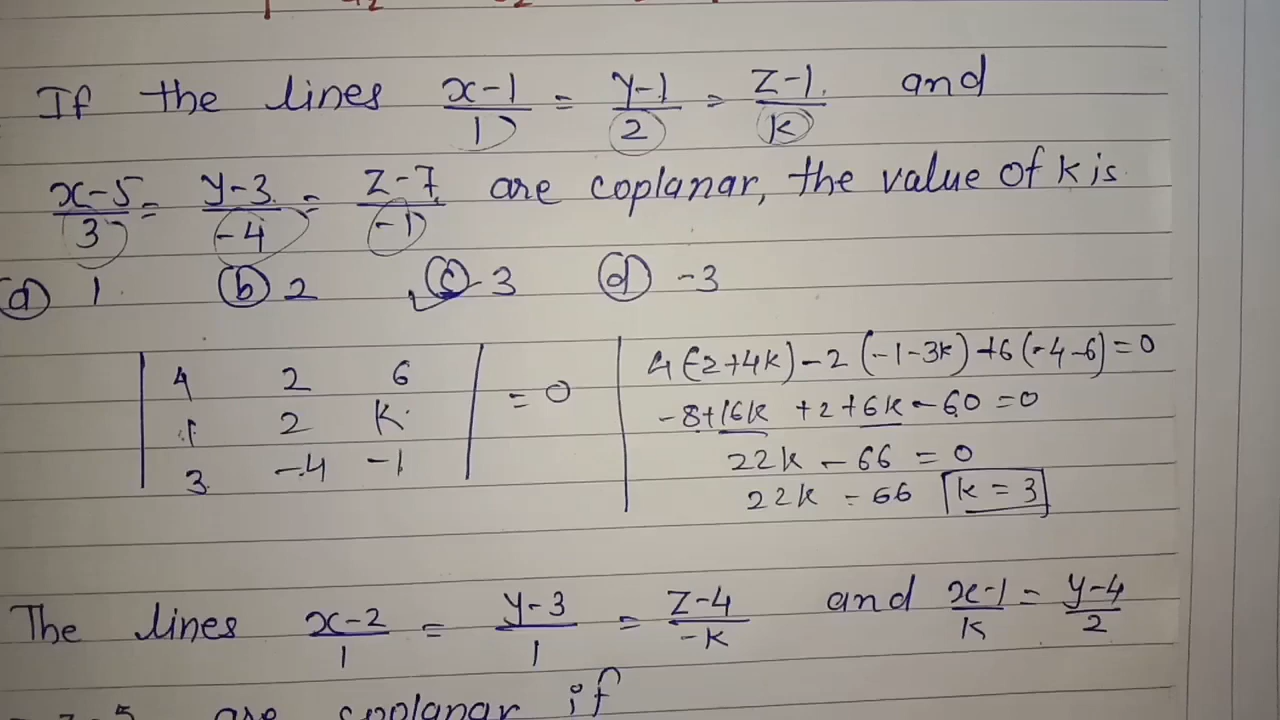 If the lines x-1/1 = y-1/2 = z-1/k and
x-5/3 = y-3/-4 = z-7/-1 are coplanar, the value of k is
(a) 1 (b) 2 (c) 3 (d) -3
| 4 2 6 | = 0
| 1 2 k |
| 3 -4 -1 |
4(-2+4k)-2(-1-3k)+6(-4-6)=0
-8+16k+2+6k-60=0
22k-66=0
22k=66 k=3
The lines x-2/1 = y-3/1 = z-4/-k and x-1/k = y-4/2
are coplanar if